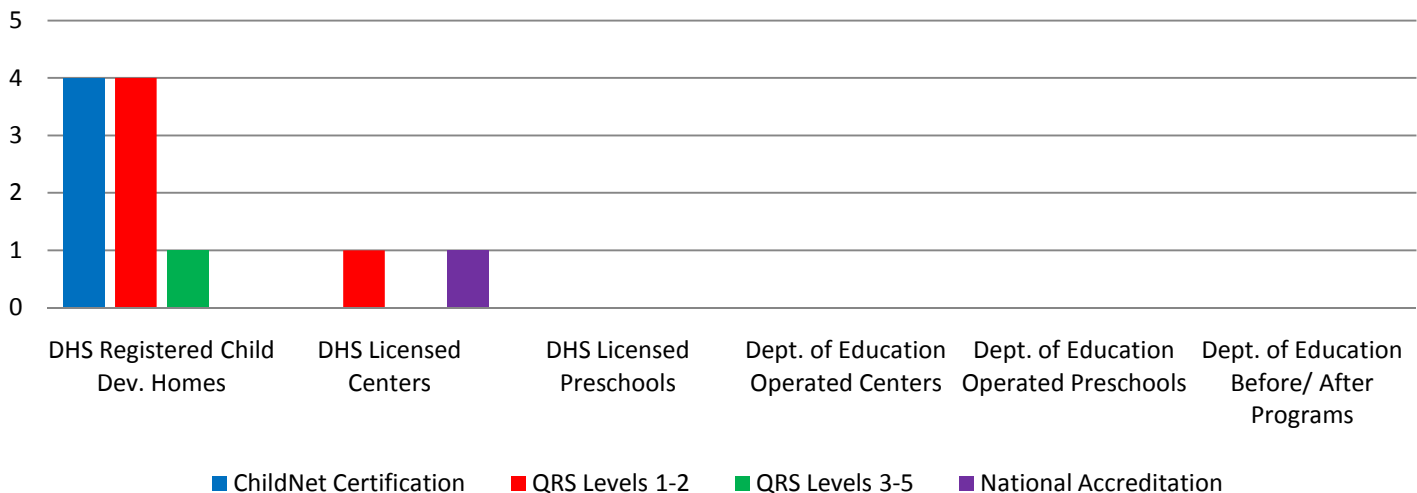 5
4
3
2
1
0
DHS Registered Child
Dev. Homes
DHS Licensed
Centers
DHS Licensed
Preschools
Dept. of Education
Operated Centers
Dept. of Education
Operated Preschools
Dept. of Education
Before/ After
Programs
ChildNet Certification
QRS Levels 1-2
QRS Levels 3-5
National Accreditation